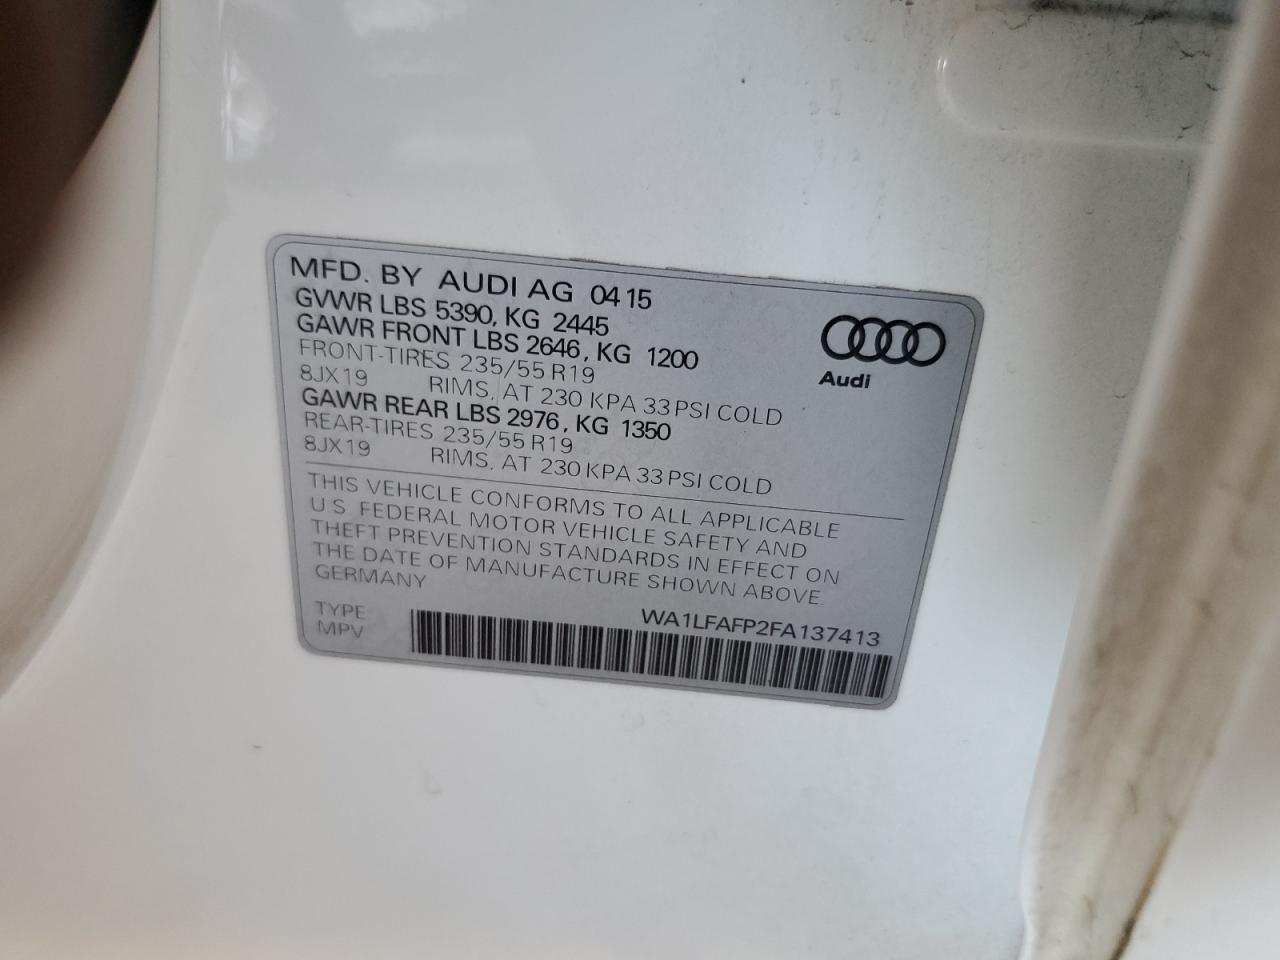 MFD. BY AUDI AG 04 15
GVWR LBS 5390, KG 2445
GAWR FRONT LBS 2646, KG 1200
FRONT-TIRES 235/55 R19
8JX19 RIMS, AT 230 KPA 33 PSI COLD
GAWR REAR LBS 2976, KG 1350
REAR-TIRES 235/55 R19
8JX19 RIMS, AT 230 KPA 33 PSI COLD
Audi
THIS VEHICLE CONFORMS TO ALL APPLICABLE
U.S. FEDERAL MOTOR VEHICLE SAFETY AND
THEFT PREVENTION STANDARDS IN EFFECT ON
THE DATE OF MANUFACTURE SHOWN ABOVE
GERMANY
WA1LFAFP2FA137413
TYPE
MPV